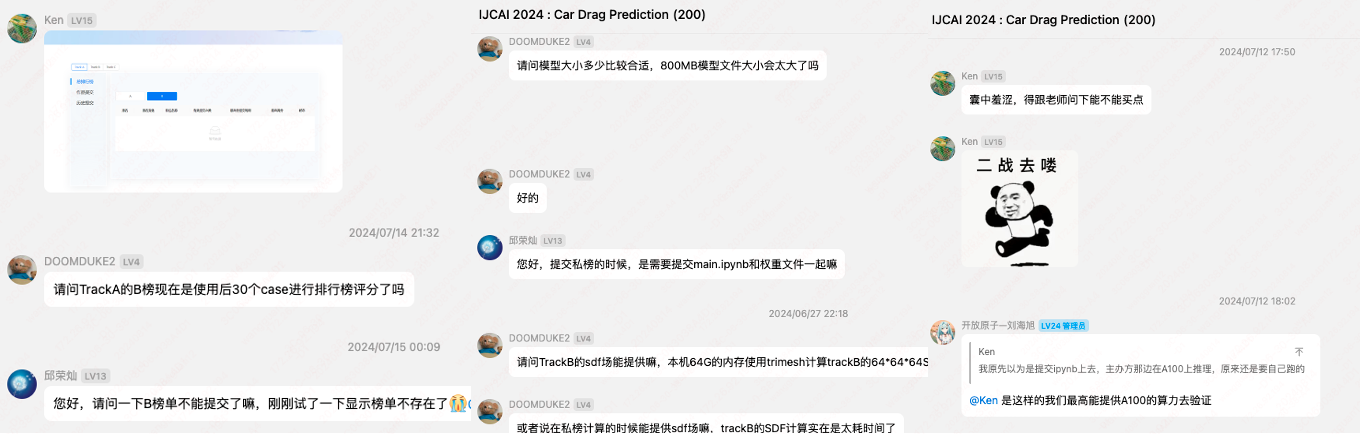 Ken LV15
2024/07/14 21:32
DOOMDUKE2 LV4
请问TrackA的B榜现在是使用后30个case进行排行榜评分了吗
2024/07/15 00:09
邱荣灿 LV13
您好，请问一下B榜单不能提交了嘛，刚刚试了一下显示榜单不存在了😭
IJCAI 2024 : Car Drag Prediction (200)
DOOMDUKE2 LV4
请问模型大小多少比较合适，800MB模型文件大小会太大了吗
DOOMDUKE2 LV4
好的
邱荣灿 LV13
您好，提交私榜的时候，是需要提交main.ipynb和权重文件一起嘛
2024/06/27 22:18
DOOMDUKE2 LV4
请问TrackB的sdf场能提供嘛，本机64G的内存使用trimesh计算trackB的64*64*64S
DOOMDUKE2 LV4
或者说在私榜计算的时候能提供sdf场嘛，trackB的SDF计算实在是太耗时间了
IJCAI 2024 : Car Drag Prediction (200)
2024/07/12 17:50
Ken LV15
囊中羞涩，得跟老师问下能不能买点
Ken LV15
二战去喽
2024/07/12 18:02
开放原子—刘海旭 LV24 管理员
Ken
我原先以为是提交ipynb上去，主办方那边在A100上推理，原来还是要自己跑的
@Ken 是这样的我们最高能提供A100的算力去验证